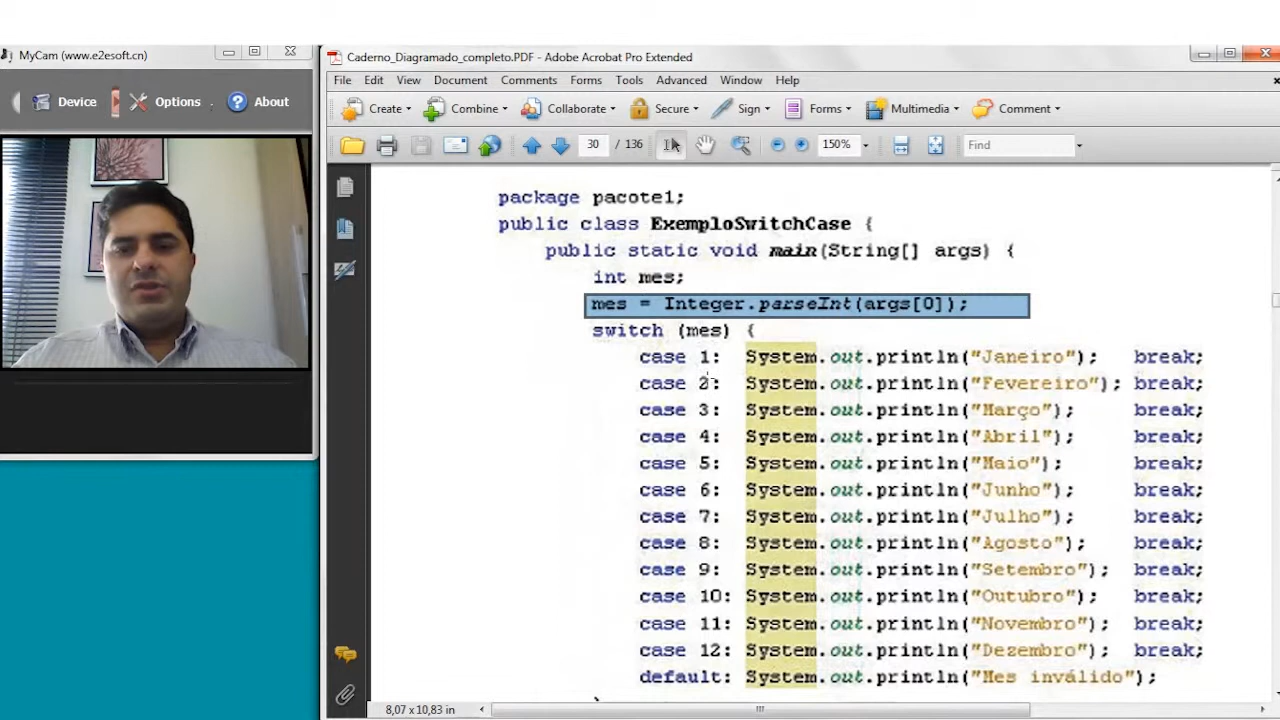 MyCam (www.e2esoft.cn)
Device Options About
Caderno_Diagramado_completo.PDF - Adobe Acrobat Pro Extended
File Edit View Document Comments Forms Tools Advanced Window Help
Create Combine Collaborate Secure Sign Forms Multimedia Comment
30 / 136 150% Find
package pacote1;
public class ExemploSwitchCase {
public static void main(String[] args) {
int mes;
mes = Integer.parseInt(args[0]);
switch (mes) {
case 1: System.out.println("Janeiro"); break;
case 2: System.out.println("Fevereiro"); break;
case 3: System.out.println("Março"); break;
case 4: System.out.println("Abril"); break;
case 5: System.out.println("Maio"); break;
case 6: System.out.println("Junho"); break;
case 7: System.out.println("Julho"); break;
case 8: System.out.println("Agosto"); break;
case 9: System.out.println("Setembro"); break;
case 10: System.out.println("Outubro"); break;
case 11: System.out.println("Novembro"); break;
case 12: System.out.println("Dezembro"); break;
default: System.out.println("Mes inválido");
8,07 x 10,83 in